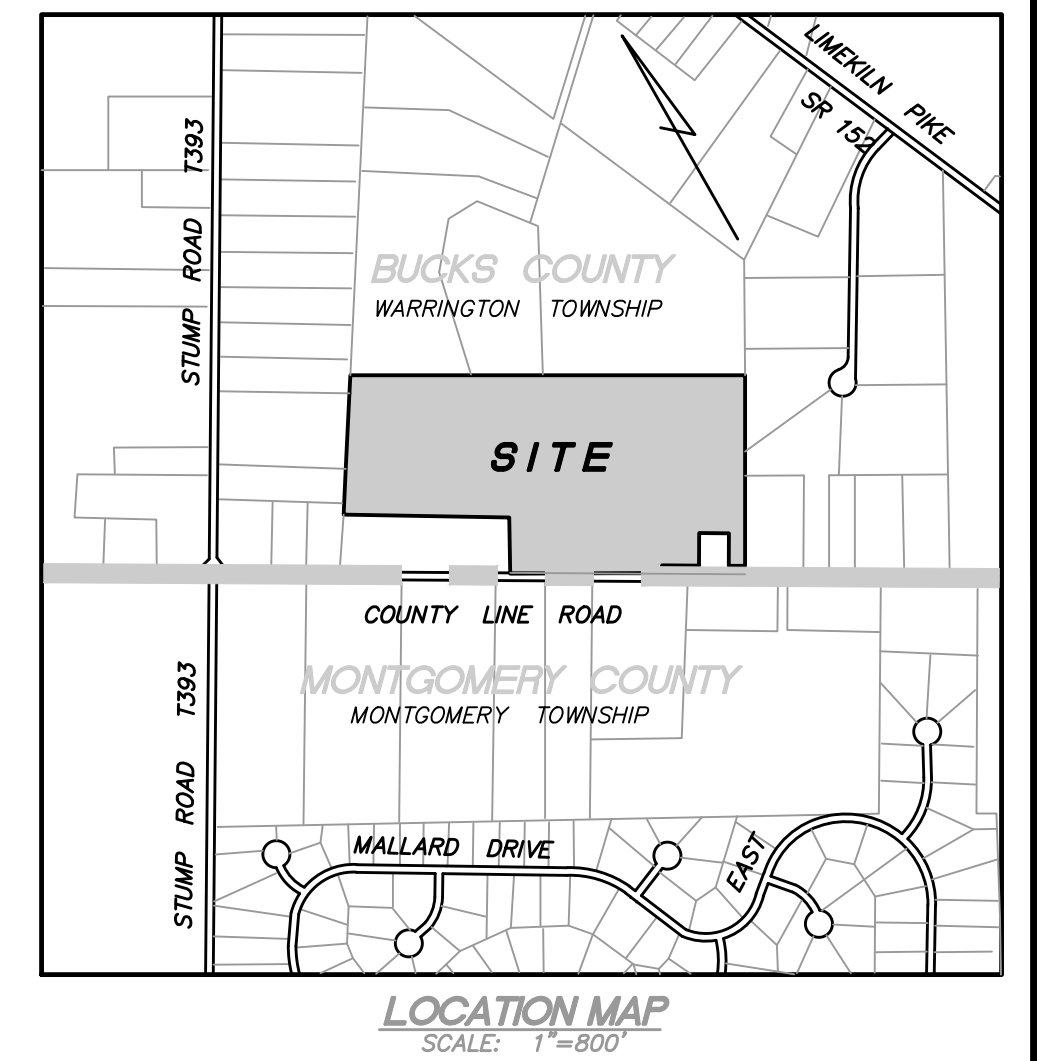 LIMEKILN PIKE
SR 152
STUMP ROAD T393
BUCKS COUNTY
WARRINGTON TOWNSHIP
SITE
COUNTY LINE ROAD
MONTGOMERY COUNTY
MONTGOMERY TOWNSHIP
STUMP ROAD T393
MALLARD DRIVE
EAST
LOCATION MAP
SCALE: 1"=800'